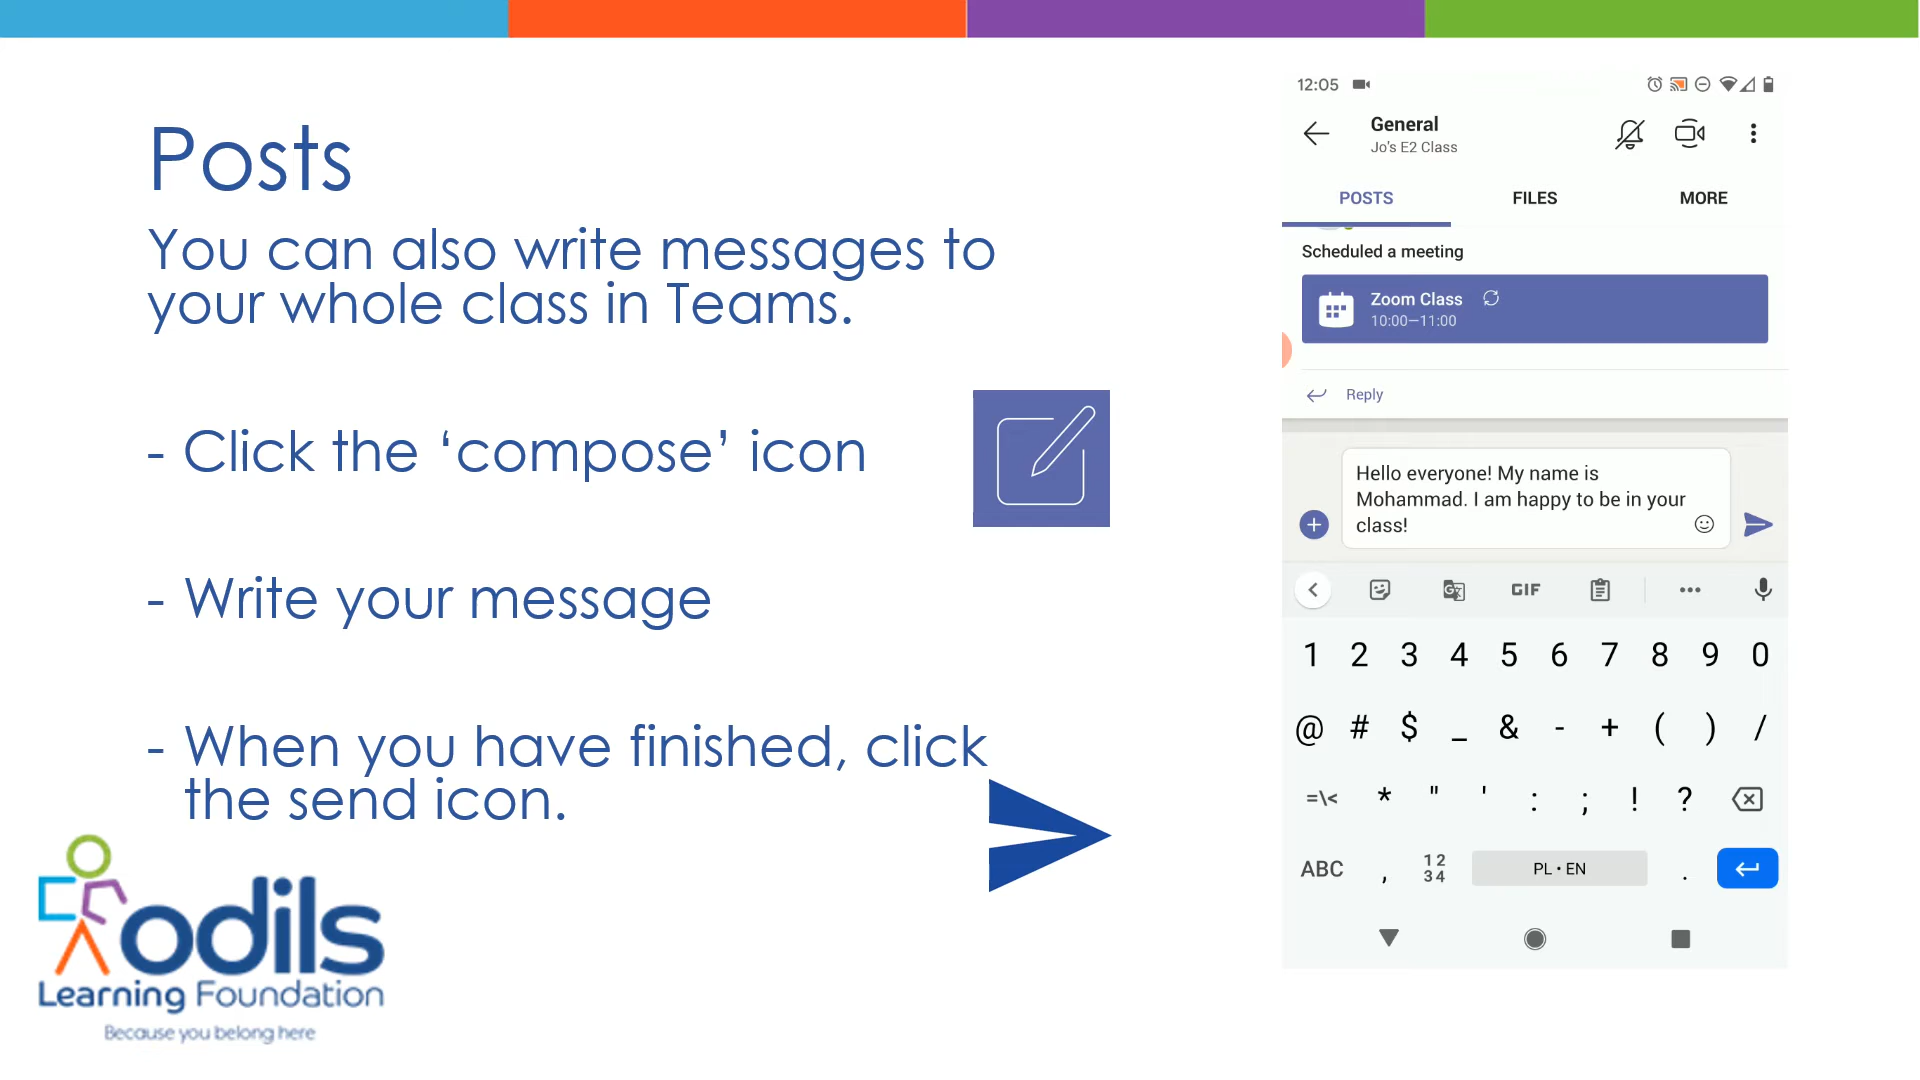 Posts
You can also write messages to
your whole class in Teams.
- Click the ‘compose’ icon
- Write your message
- When you have finished, click
the send icon.
odils
Learning Foundation
Because you belong here
12:05
General
Jo's E2 Class
POSTS FILES MORE
Scheduled a meeting
Zoom Class
10:00—11:00
Reply
Hello everyone! My name is
Mohammad. I am happy to be in your
class!
GIF
1 2 3 4 5 6 7 8 9 0
@ # $ _ & - + ( ) /
=\< * " ' : ; ! ?
ABC , 12 34 PL • EN .